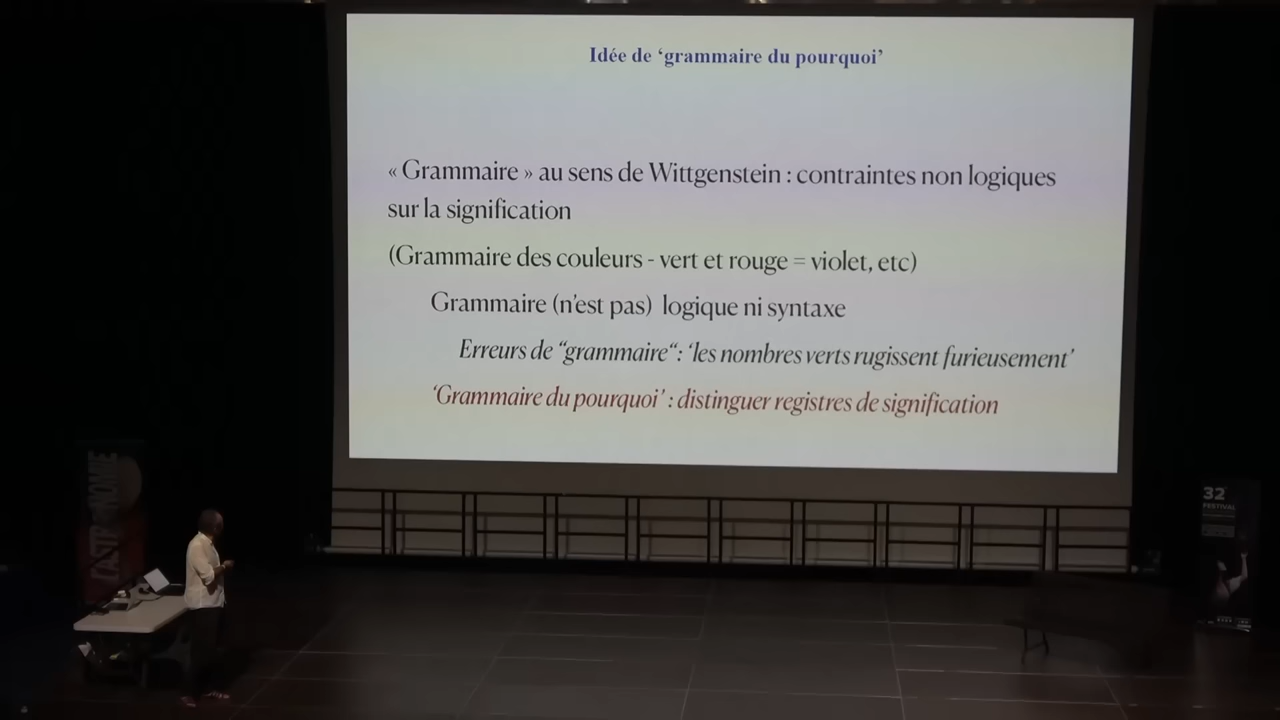 Idée de ‘grammaire du pourquoi’
« Grammaire » au sens de Wittgenstein : contraintes non logiques
sur la signification
(Grammaire des couleurs - vert et rouge = violet, etc)
Grammaire (n'est pas) logique ni syntaxe
Erreurs de “grammaire“: ‘les nombres verts rugissent furieusement’
‘Grammaire du pourquoi’ : distinguer registres de signification
l'ASTRONOMIE
32
FESTIVAL